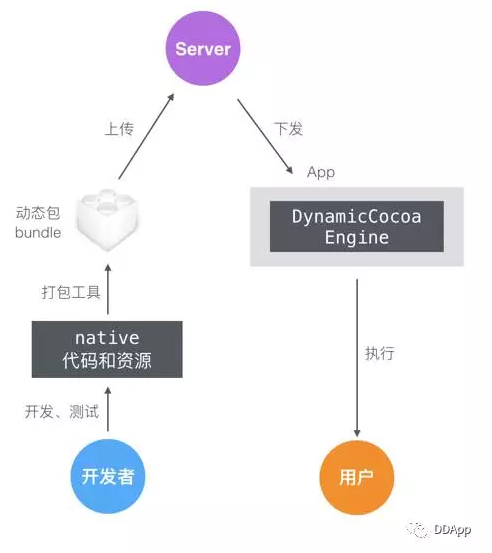 Server
上传
下发
App
动态包
bundle
DynamicCocoa
Engine
打包工具
native
代码和资源
执行
开发、测试
开发者
用户
DDApp